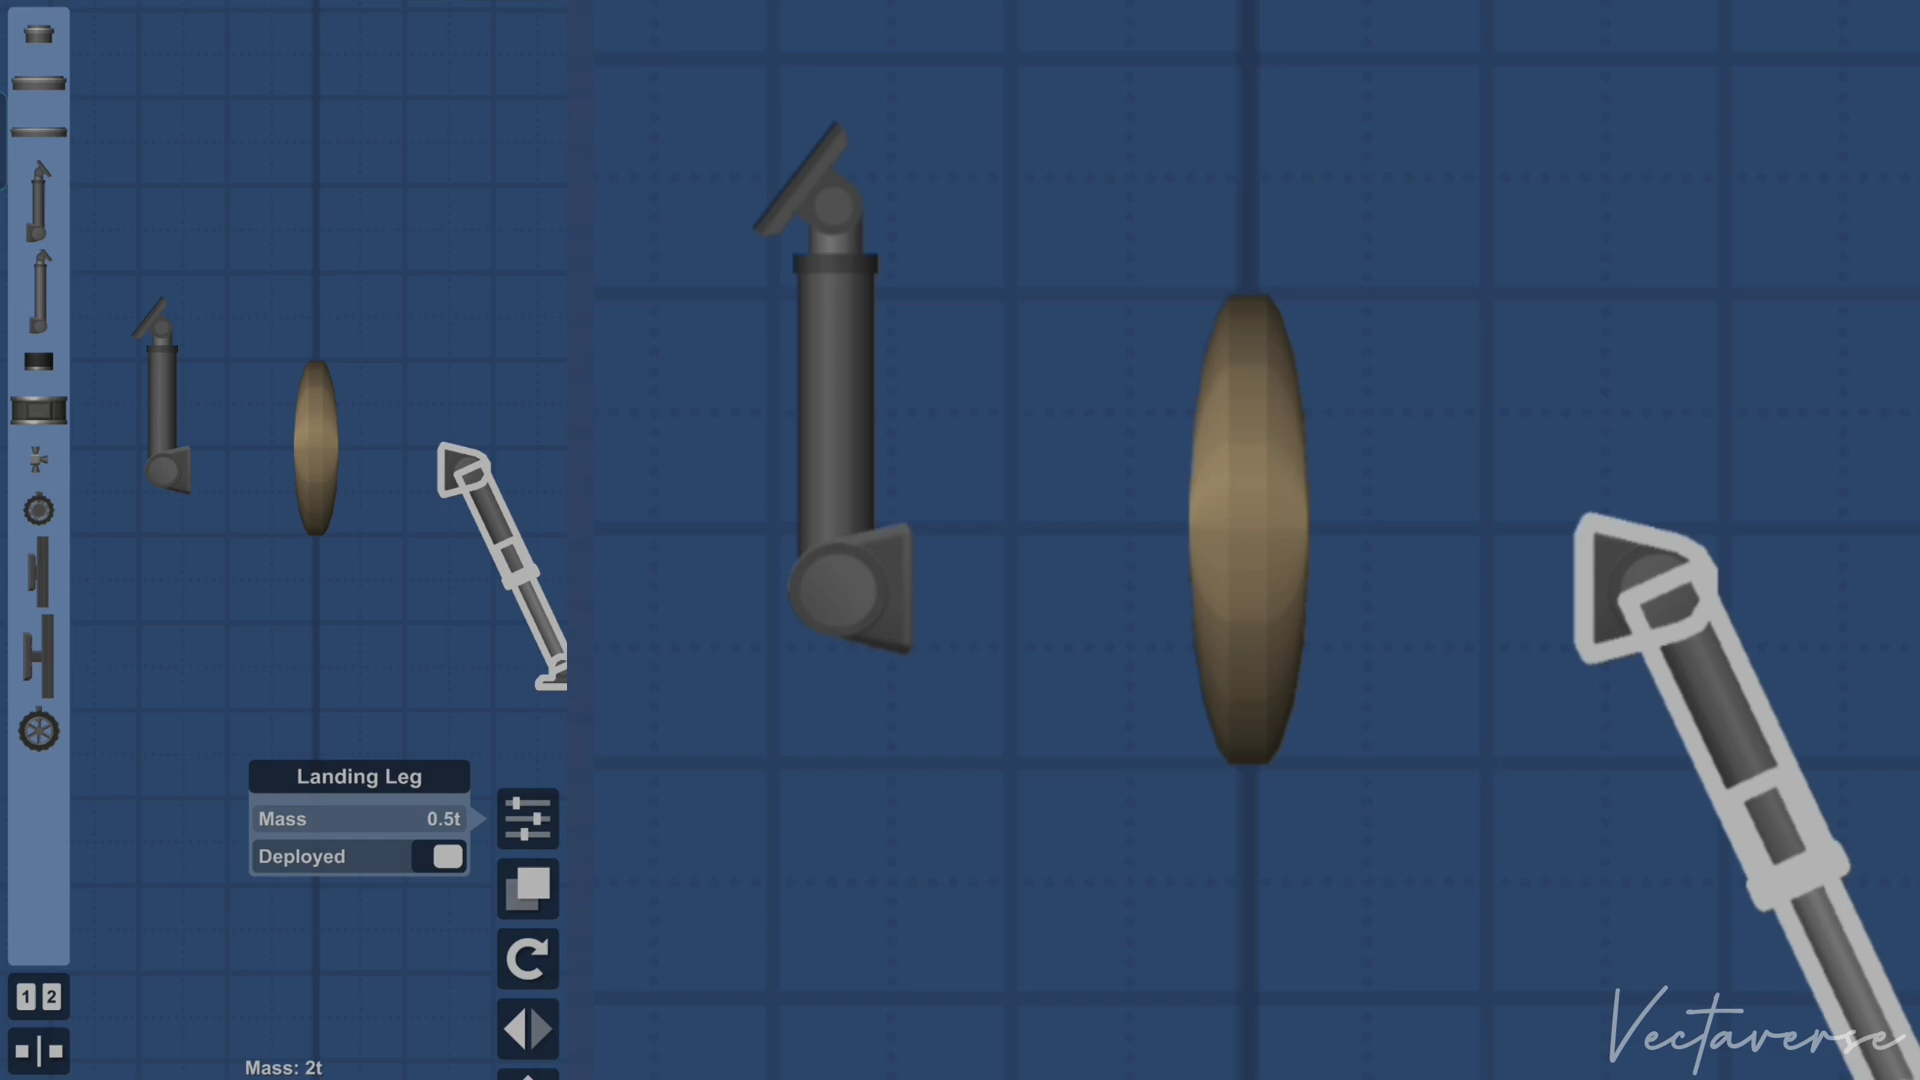 Landing Leg
Mass 0.5t
Deployed
1 2
Mass: 2t
Vectaverse